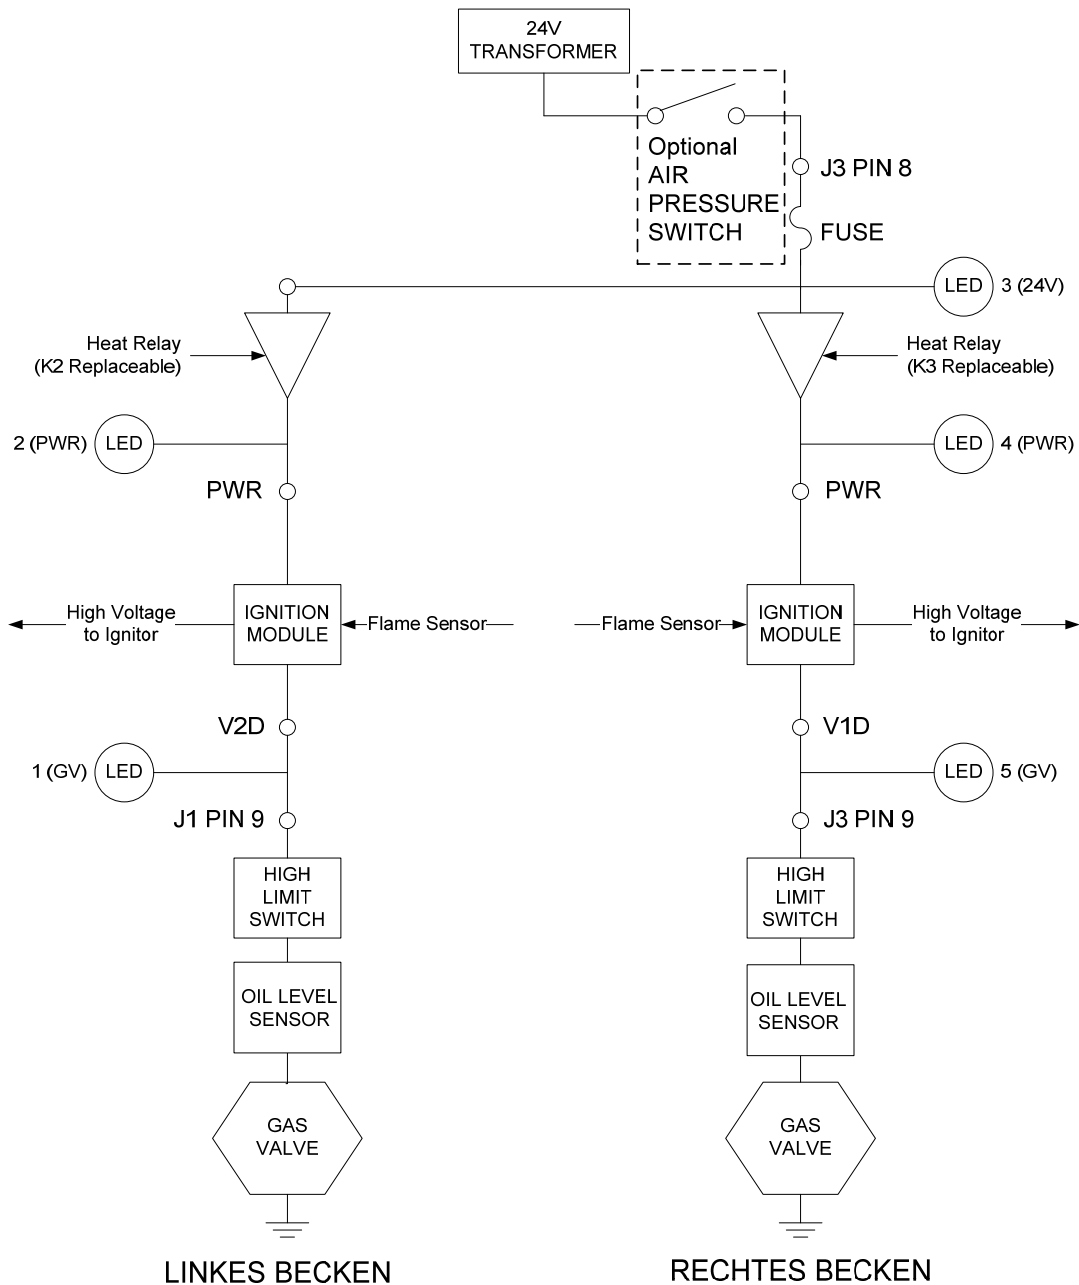 24V
TRANSFORMER
Optional
AIR
PRESSURE
SWITCH
J3 PIN 8
FUSE
LED
3 (24V)
Heat Relay
(K2 Replaceable)
Heat Relay
(K3 Replaceable)
2 (PWR)
LED
LED
4 (PWR)
PWR
PWR
High Voltage
to Ignitor
IGNITION
MODULE
Flame Sensor
Flame Sensor
IGNITION
MODULE
High Voltage
to Ignitor
V2D
V1D
1 (GV)
LED
LED
5 (GV)
J1 PIN 9
J3 PIN 9
HIGH
LIMIT
SWITCH
HIGH
LIMIT
SWITCH
OIL LEVEL
SENSOR
OIL LEVEL
SENSOR
GAS
VALVE
GAS
VALVE
LINKES BECKEN
RECHTES BECKEN